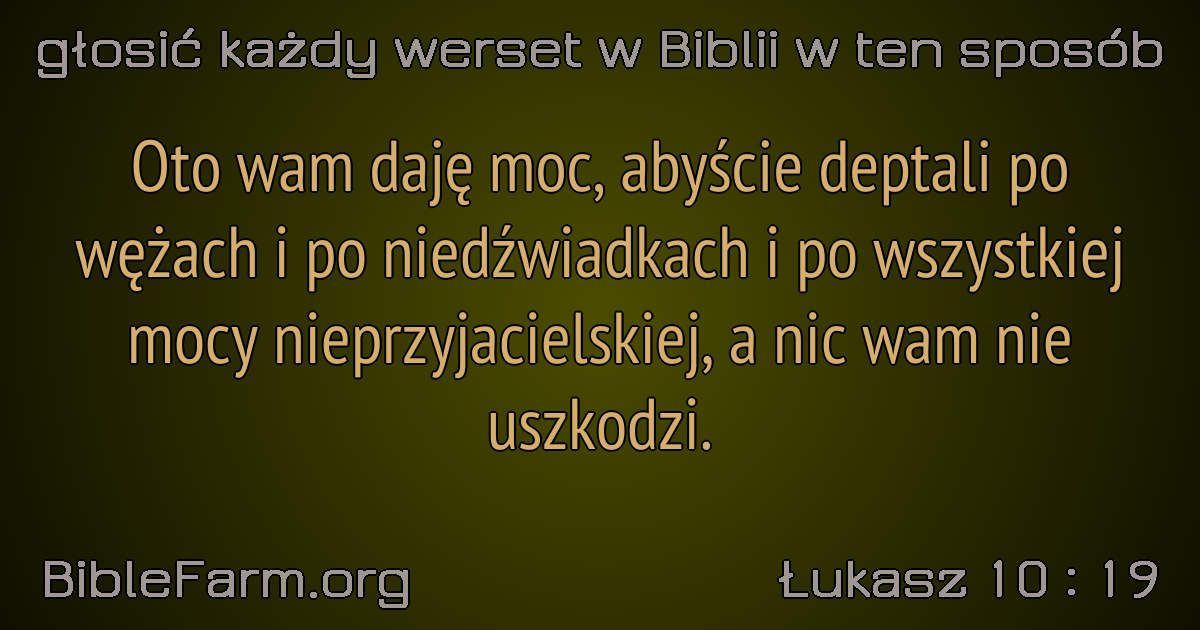 głosić każdy werset w Biblii w ten sposób
Oto wam daję moc, abyście deptali po
wężach i po niedźwiadkach i po wszystkiej
mocy nieprzyjacielskiej, a nic wam nie
uszkodzi.
BibleFarm.org
Łukasz 10 : 19